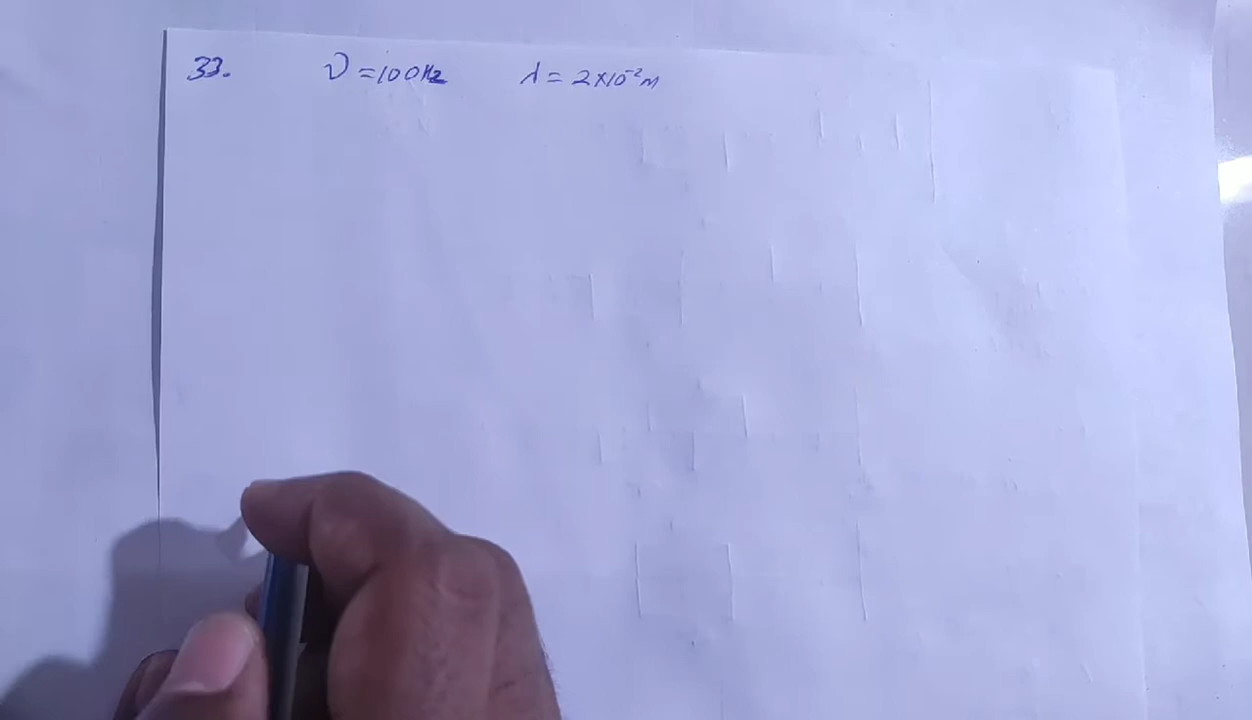 33. ν = 100Hz λ = 2×10⁻²m